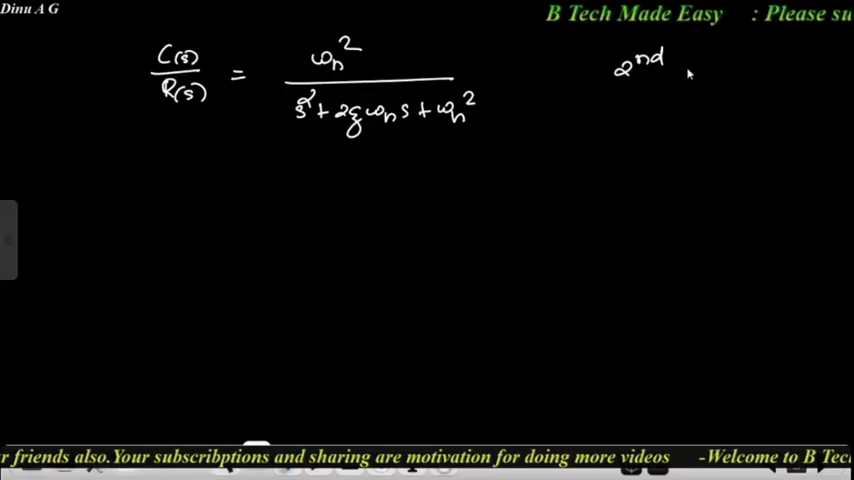 Dinu A G
B Tech Made Easy : Please su
C(s)/R(s) = ωn² / s² + 2ξωns + ωn²
2nd
r friends also.Your subscribptions and sharing are motivation for doing more videos -Welcome to B Tec